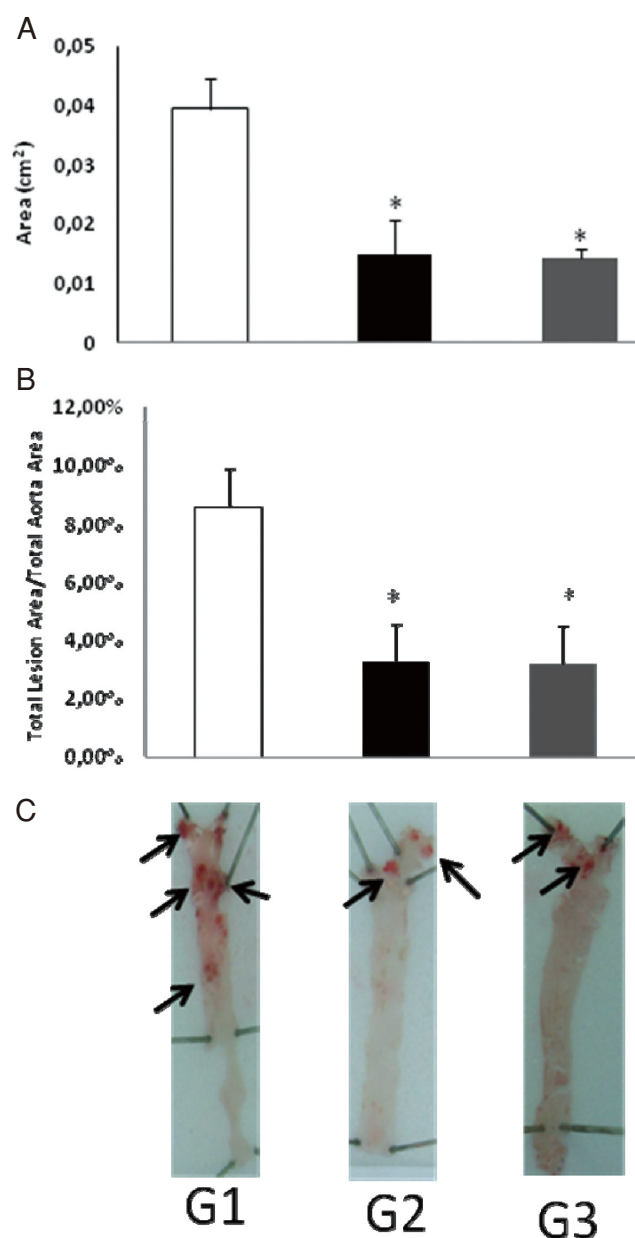 A
Area (cm²)
0,05
0,04
0,03
0,02
0,01
0
*
*
B
Total Lesion Area/Total Aorta Area
12,00%
10,00%
8,00%
6,00%
4,00%
2,00%
0,00%
*
*
C
G1
G2
G3